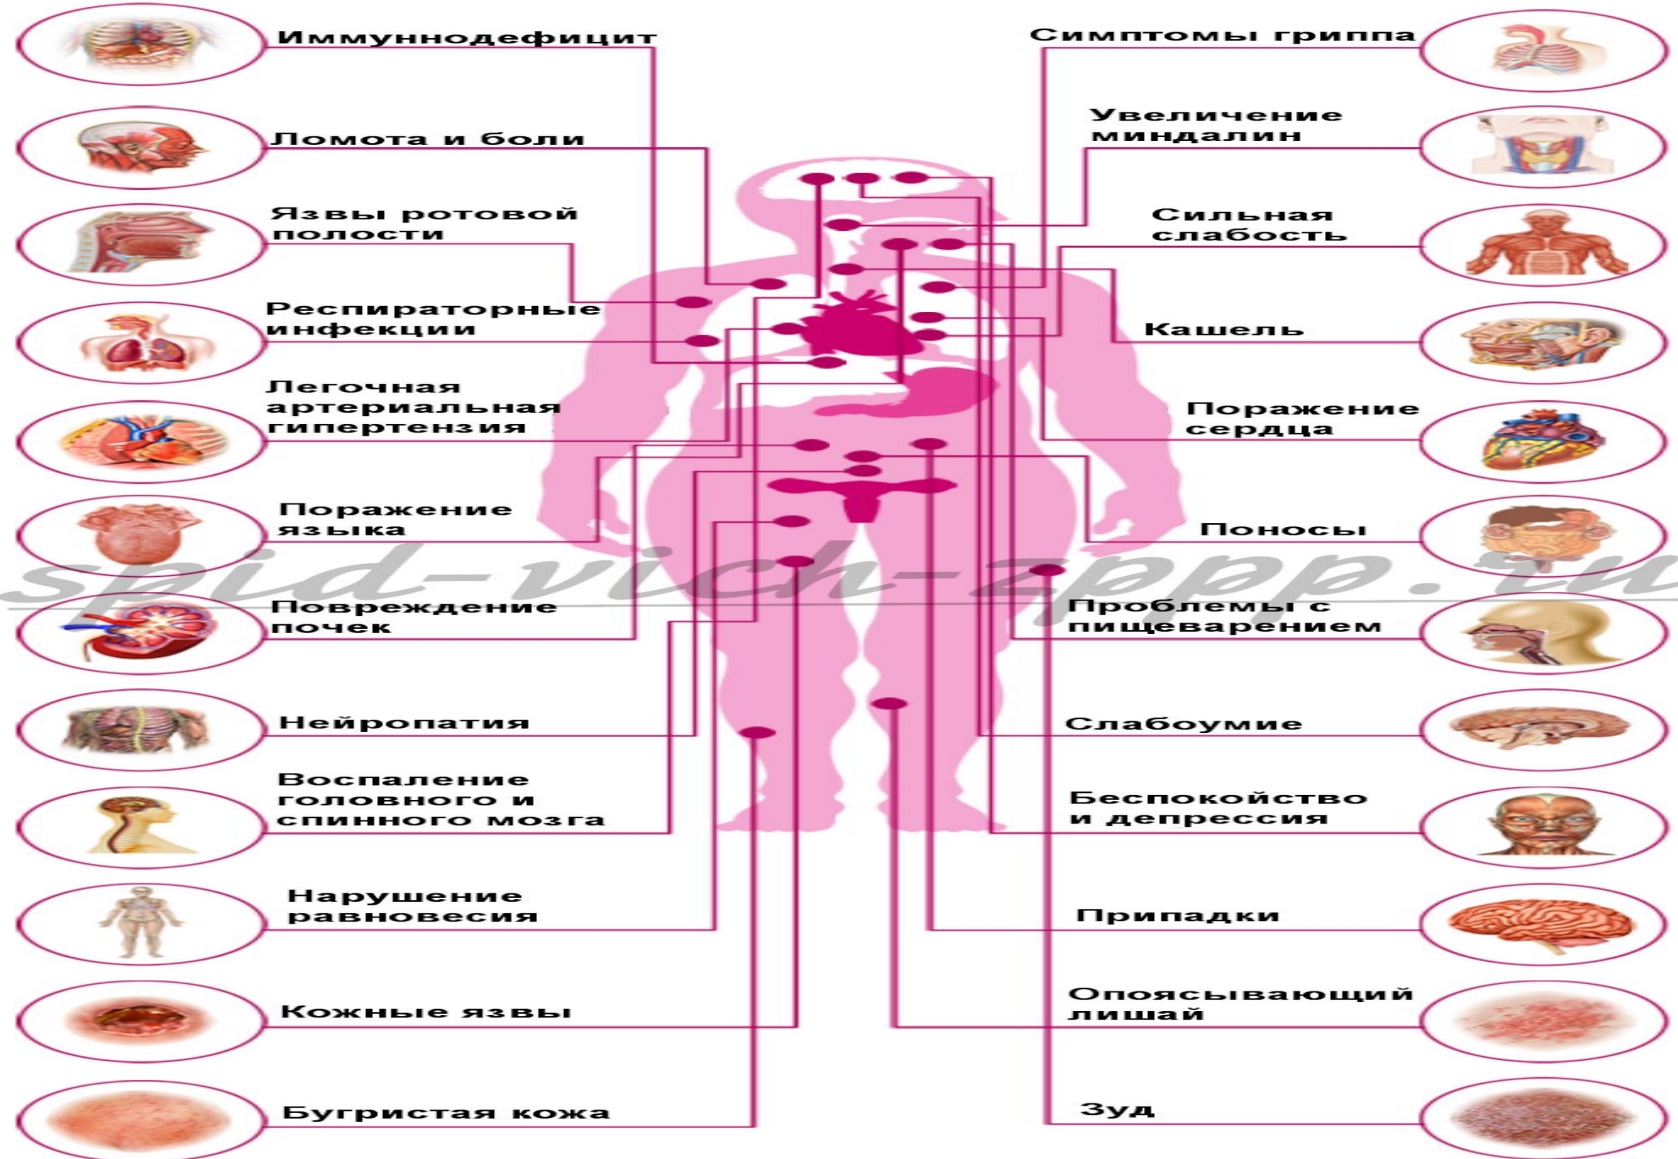 Иммуннодефицит
Ломота и боли
Язвы ротовой
полости
Респираторные
инфекции
Легочная
артериальная
гипертензия
Поражение
языка
Повреждение
почек
Нейропатия
Воспаление
головного и
спинного мозга
Нарушение
равновесия
Кожные язвы
Бугристая кожа
Симптомы гриппа
Увеличение
миндалин
Сильная
слабость
Кашель
Поражение
сердца
Поносы
Проблемы с
пищеварением
Слабоумие
Беспокойство
и депрессия
Припадки
Опоясывающий
лишай
Зуд
spid-vich-zppp.ru